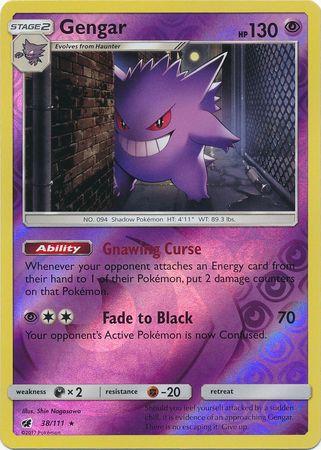 STAGE2
Gengar
HP 130
Evolves from Haunter
NO. 094 Shadow Pokémon HT: 4'11" WT: 89.3 lbs.
Ability
Gnawing Curse
Whenever your opponent attaches an Energy card from
their hand to 1 of their Pokémon, put 2 damage counters
on that Pokémon.
Fade to Black 70
Your opponent's Active Pokémon is now Confused.
weakness × 2 resistance -20 retreat
Illus. Shin Nagasawa
38/111 ★
©2017 Pokémon
Should you feel yourself attacked by a sudden
chill, it is evidence of an approaching Gengar.
There is no escaping it. Give up.